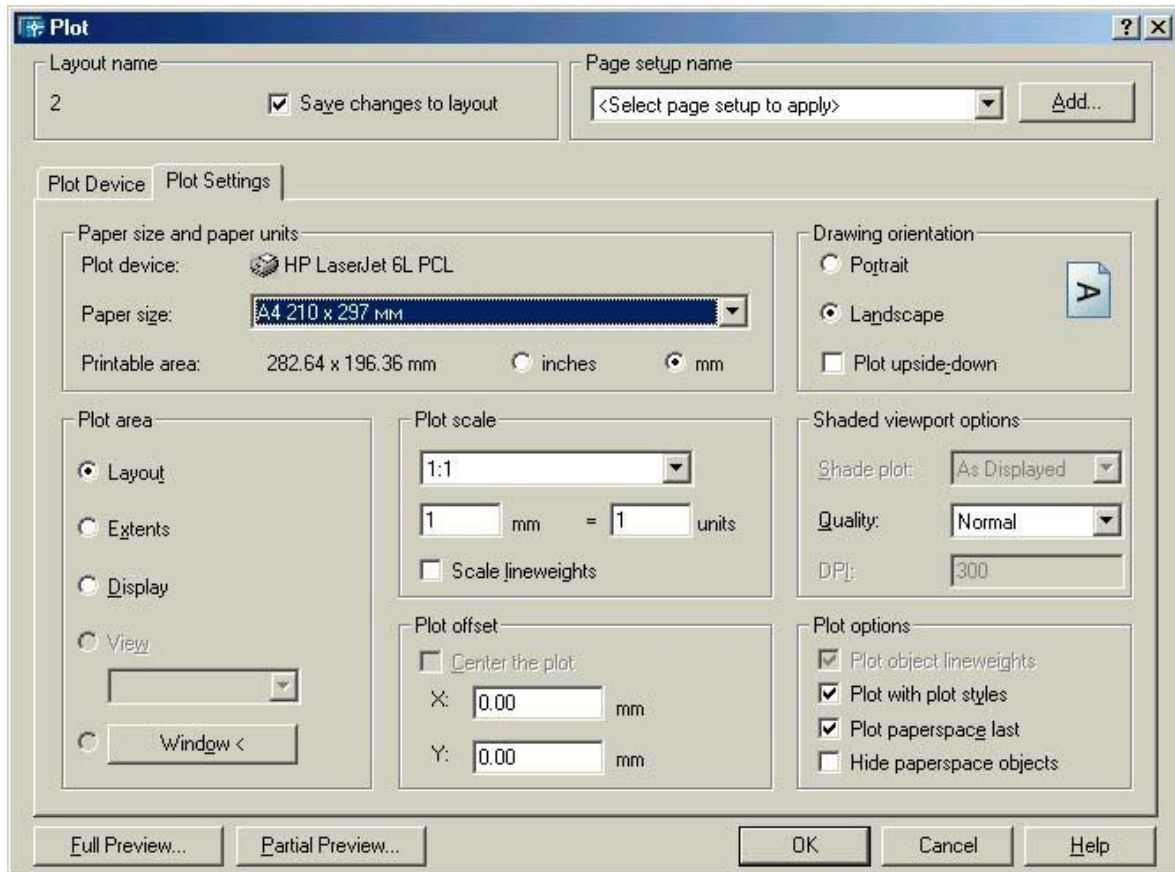 Plot
Layout name
2
Save changes to layout
Page setup name
<Select page setup to apply>
Add...
Plot Device
Plot Settings
Paper size and paper units
Plot device:
HP LaserJet 6L PCL
Paper size:
A4 210 x 297 мм
Printable area:
282.64 x 196.36 mm
inches
mm
Drawing orientation
Portrait
Landscape
A
Plot upside-down
Plot area
Layout
Extents
Display
View
Window <
Plot scale
1:1
1 mm = 1 units
Scale lineweights
Plot offset
Center the plot
X: 0.00 mm
Y: 0.00 mm
Shaded viewport options
Shade plot: As Displayed
Quality: Normal
DPI: 300
Plot options
Plot object lineweights
Plot with plot styles
Plot paperspace last
Hide paperspace objects
Full Preview...
Partial Preview...
OK
Cancel
Help